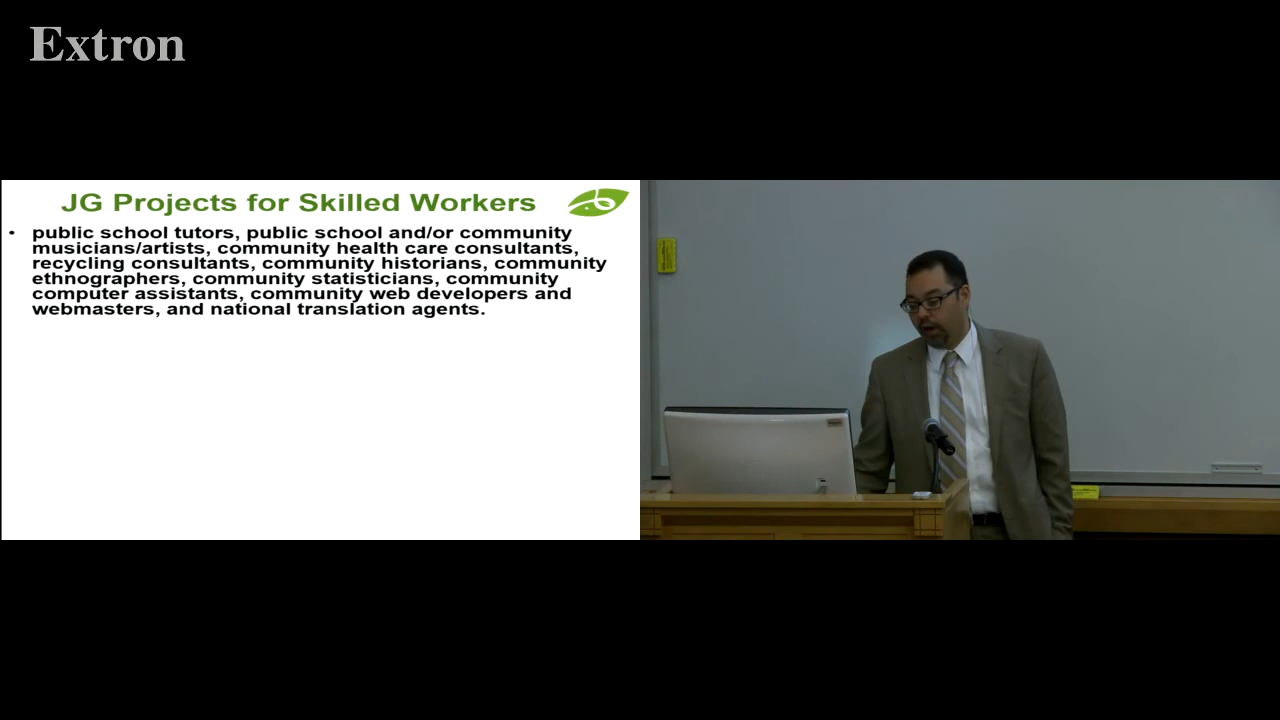 Extron
JG Projects for Skilled Workers
• public school tutors, public school and/or community
musicians/artists, community health care consultants,
recycling consultants, community historians, community
ethnographers, community statisticians, community
computer assistants, community web developers and
webmasters, and national translation agents.